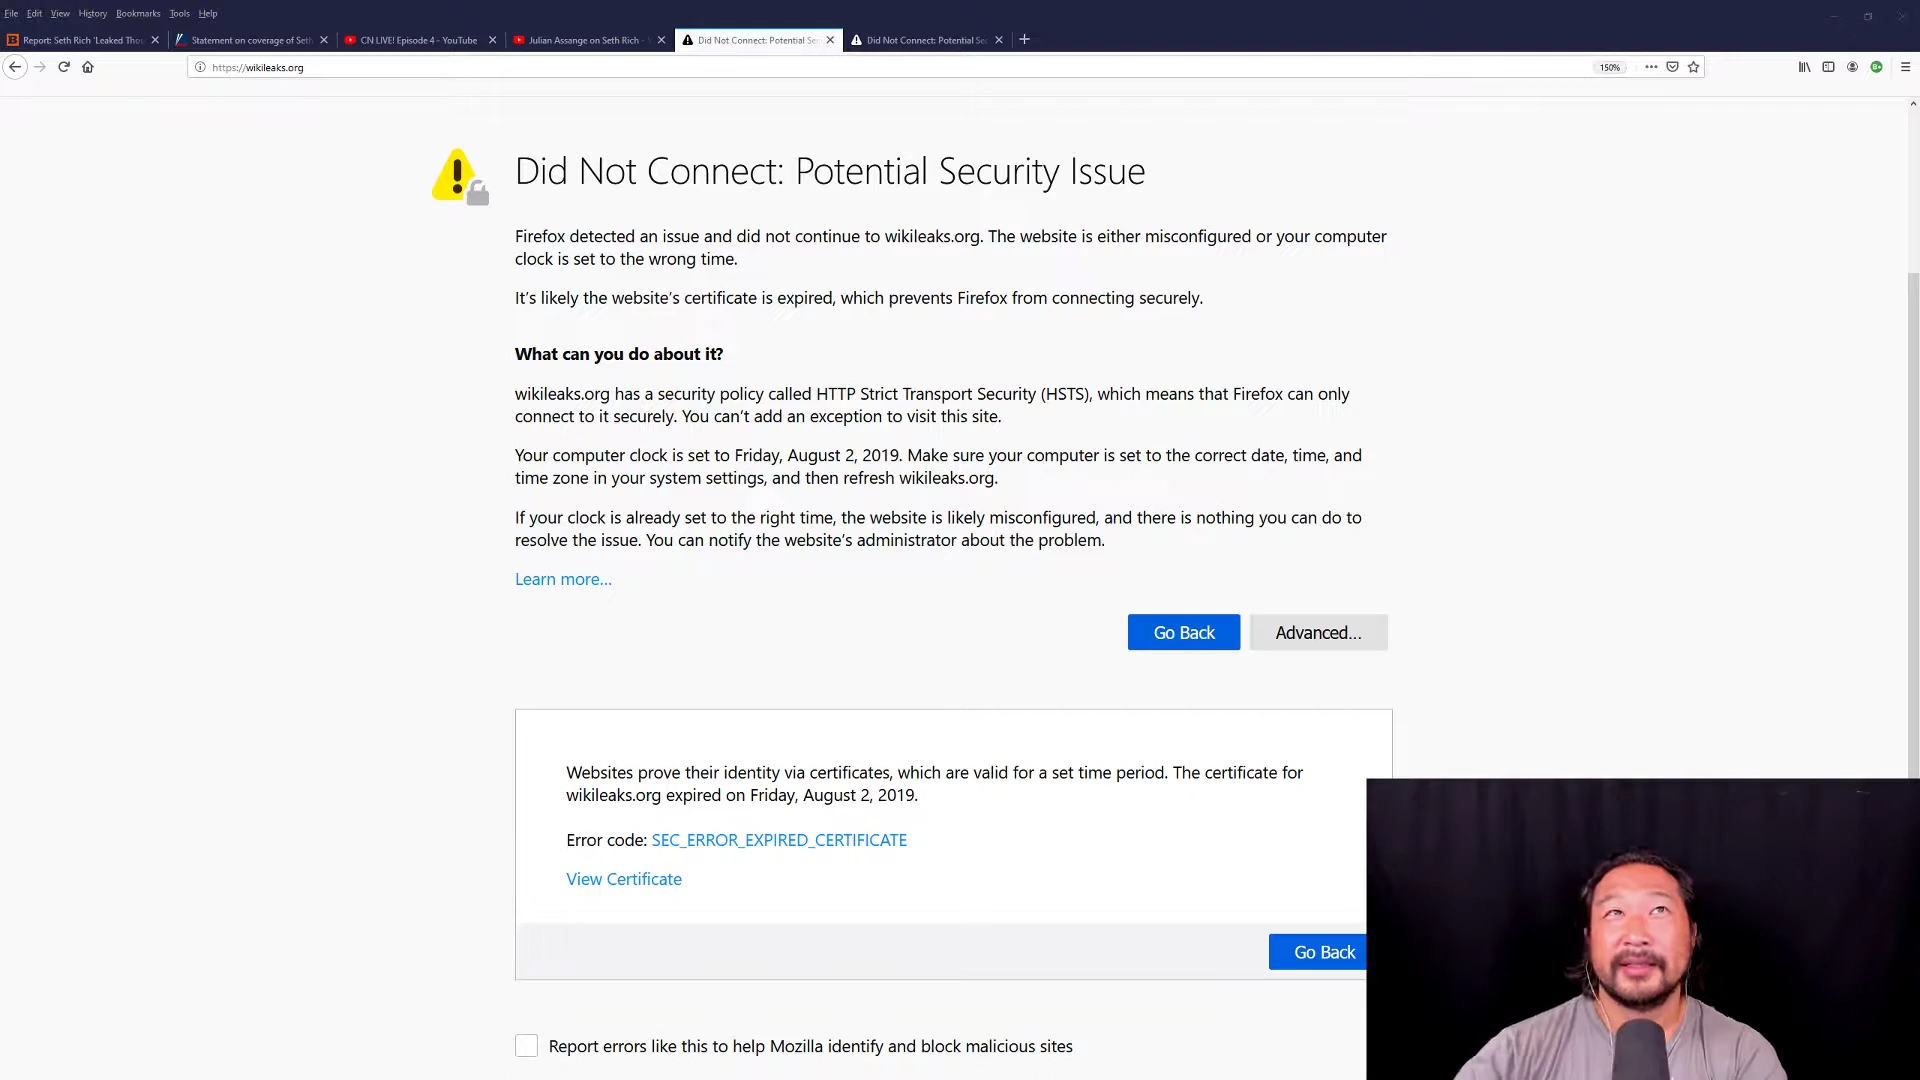 File Edit View History Bookmarks Tools Help
Report: Seth Rich 'Leaked Tho
Statement on coverage of Seth
CN LIVE! Episode 4 - YouTube
Julian Assange on Seth Rich -
Did Not Connect: Potential Se
Did Not Connect: Potential Se
https://wikileaks.org
150%
Did Not Connect: Potential Security Issue
Firefox detected an issue and did not continue to wikileaks.org. The website is either misconfigured or your computer
clock is set to the wrong time.
It's likely the website's certificate is expired, which prevents Firefox from connecting securely.
What can you do about it?
wikileaks.org has a security policy called HTTP Strict Transport Security (HSTS), which means that Firefox can only
connect to it securely. You can't add an exception to visit this site.
Your computer clock is set to Friday, August 2, 2019. Make sure your computer is set to the correct date, time, and
time zone in your system settings, and then refresh wikileaks.org.
If your clock is already set to the right time, the website is likely misconfigured, and there is nothing you can do to
resolve the issue. You can notify the website's administrator about the problem.
Learn more...
Go Back Advanced...
Websites prove their identity via certificates, which are valid for a set time period. The certificate for
wikileaks.org expired on Friday, August 2, 2019.
Error code: SEC_ERROR_EXPIRED_CERTIFICATE
View Certificate
Go Back
Report errors like this to help Mozilla identify and block malicious sites